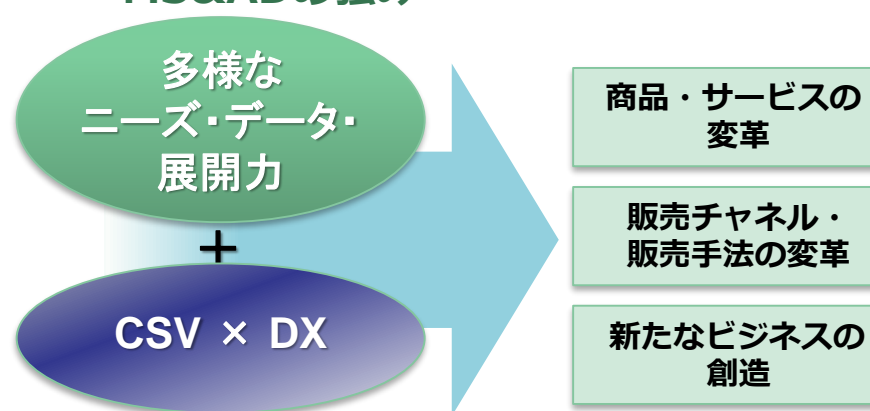 多様な
ニーズ・データ・
展開力
＋
CSV × DX
商品・サービスの
変革
販売チャネル・
販売手法の変革
新たなビジネスの
創造